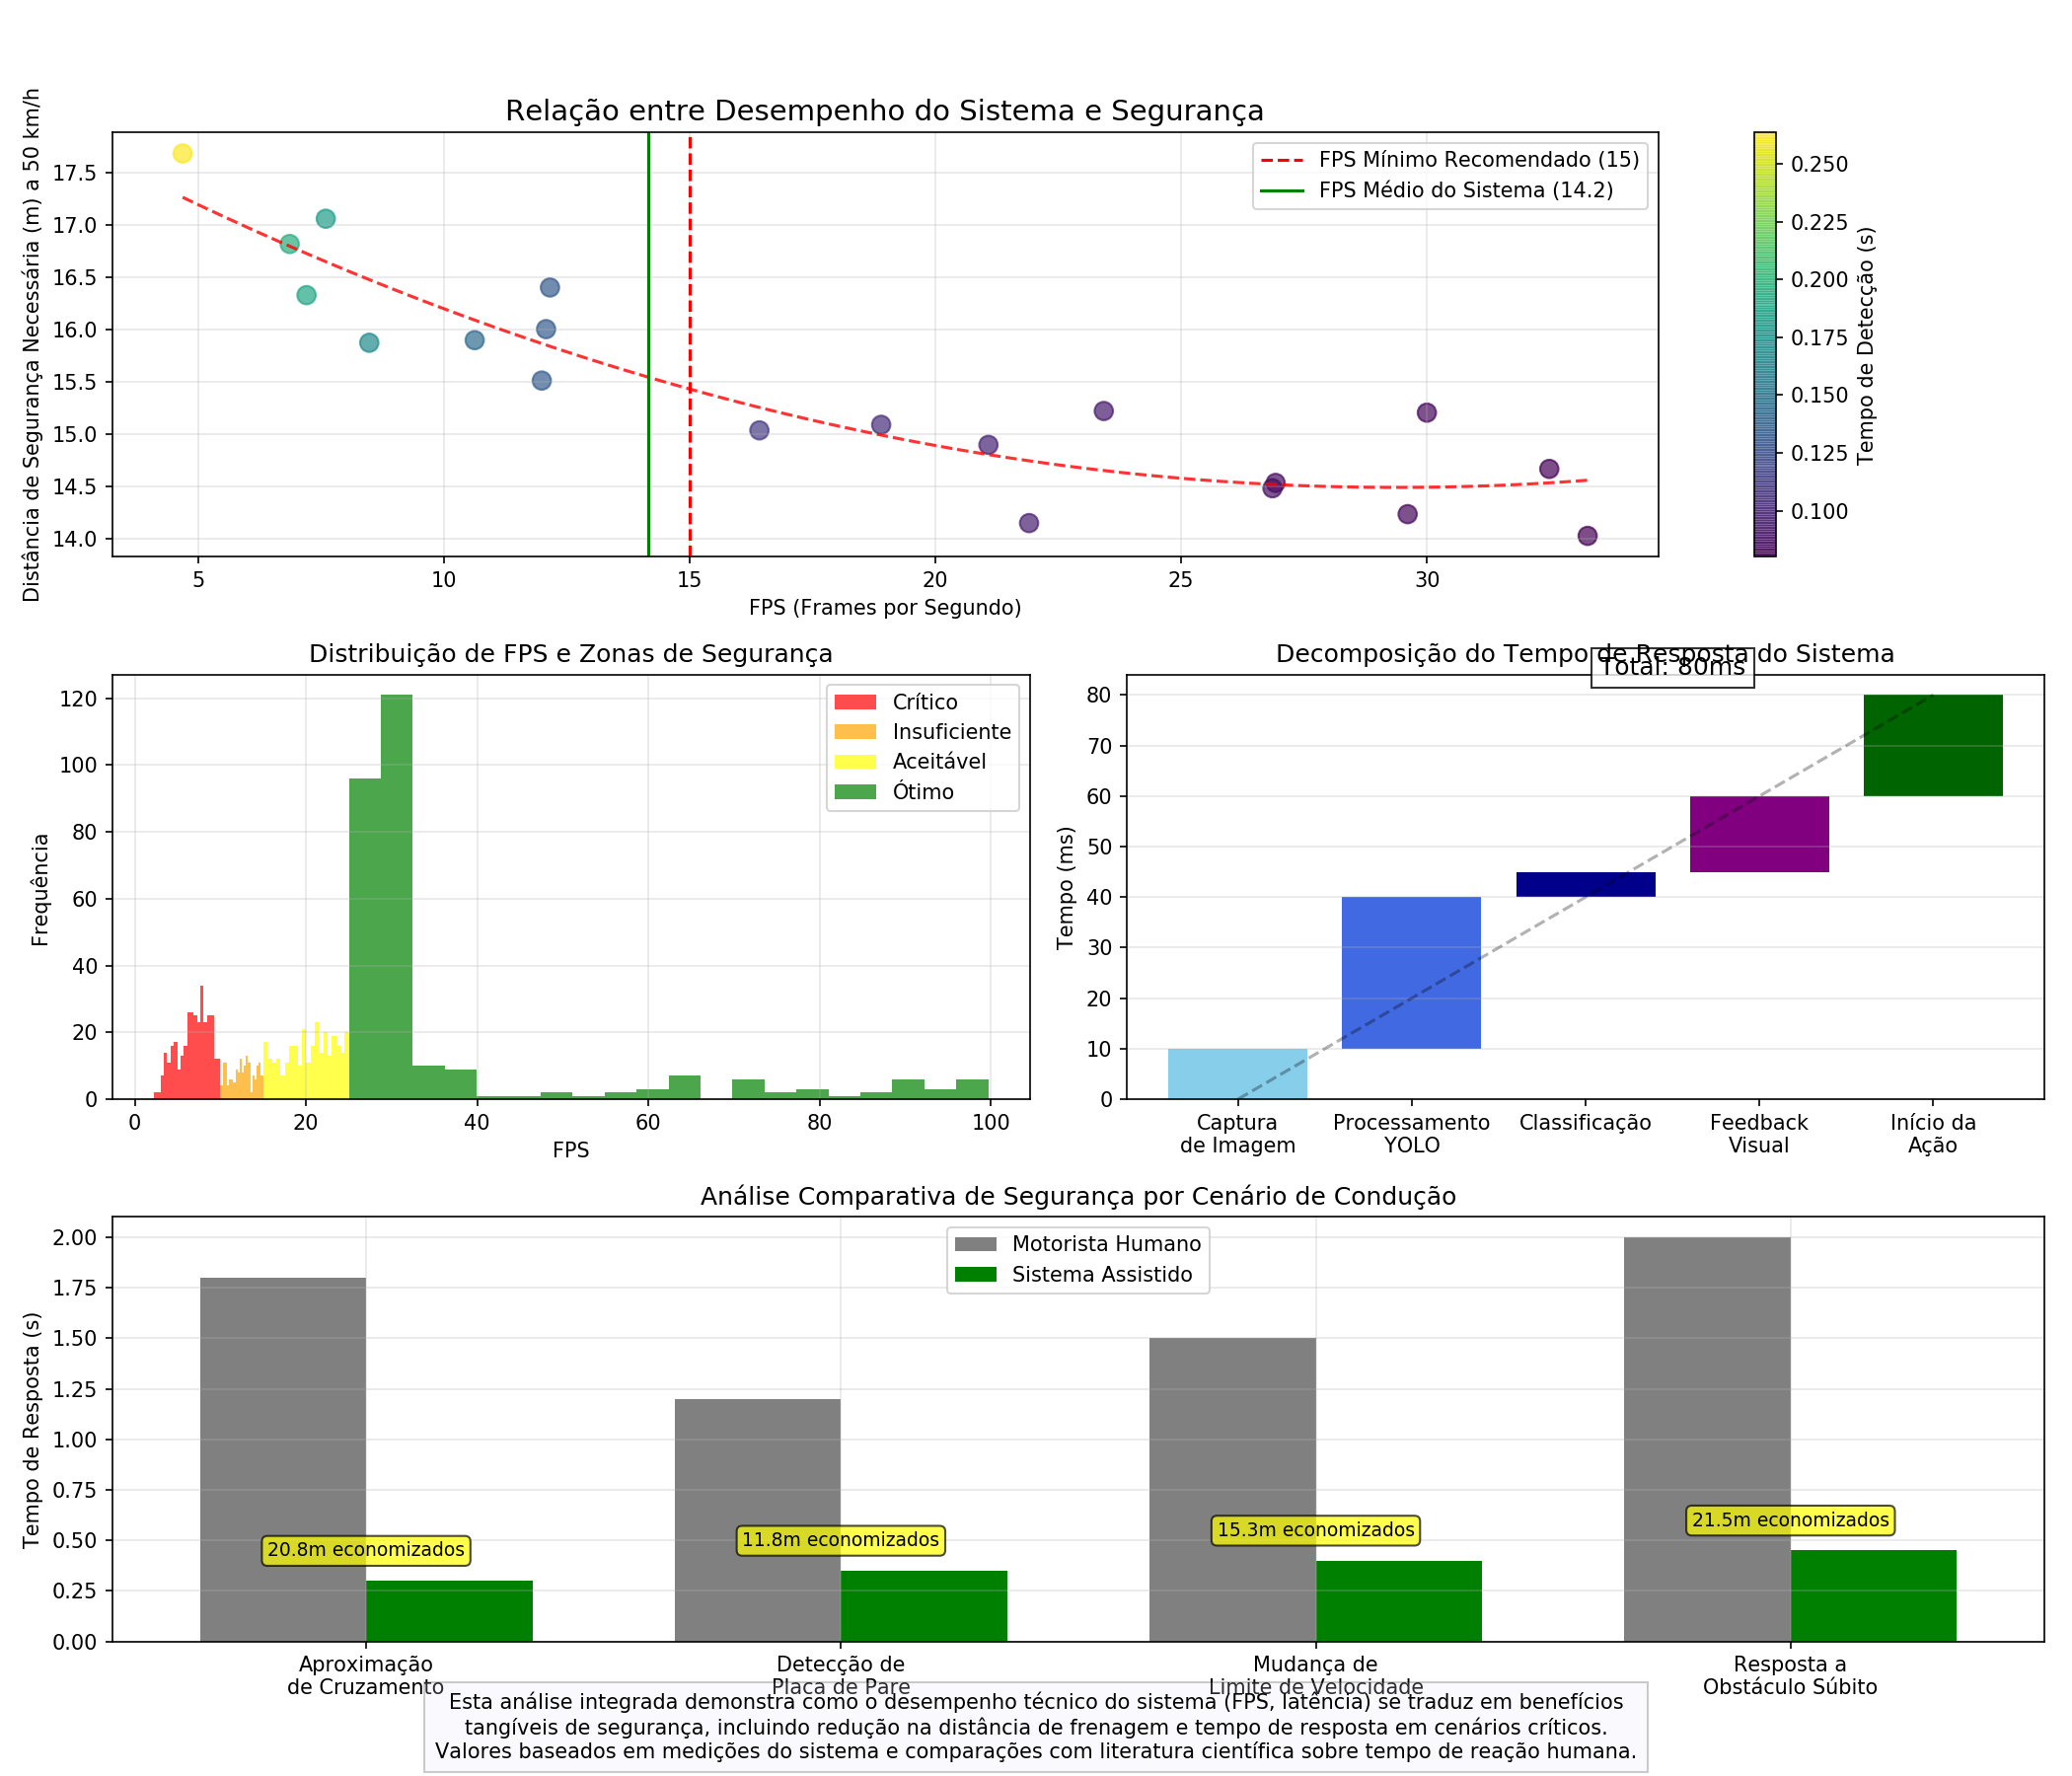 Relação entre Desempenho do Sistema e Segurança
Distância de Segurança Necessária (m) a 50 km/h
17.5
17.0
16.5
16.0
15.5
15.0
14.5
14.0
FPS Mínimo Recomendado (15)
FPS Médio do Sistema (14.2)
5
10
15
20
25
30
FPS (Frames por Segundo)
0.250
0.225
0.200
0.175
0.150
0.125
0.100
Tempo de Detecção (s)
Distribuição de FPS e Zonas de Segurança
Frequência
120
100
80
60
40
20
0
Crítico
Insuficiente
Aceitável
Ótimo
0
20
40
60
80
100
FPS
Decomposição do Tempo de Resposta do Sistema
Total: 80ms
Tempo (ms)
80
70
60
50
40
30
20
10
0
Captura
de Imagem
Processamento
YOLO
Classificação
Feedback
Visual
Início da
Ação
Análise Comparativa de Segurança por Cenário de Condução
Tempo de Resposta (s)
2.00
1.75
1.50
1.25
1.00
0.75
0.50
0.25
0.00
Motorista Humano
Sistema Assistido
20.8m economizados
11.8m economizados
15.3m economizados
21.5m economizados
Aproximação
de Cruzamento
Detecção de
Placa de Pare
Mudança de
Limite de Velocidade
Resposta a
Obstáculo Súbito
Esta análise integrada demonstra como o desempenho técnico do sistema (FPS, latência) se traduz em benefícios
tangíveis de segurança, incluindo redução na distância de frenagem e tempo de resposta em cenários críticos.
Valores baseados em medições do sistema e comparações com literatura científica sobre tempo de reação humana.